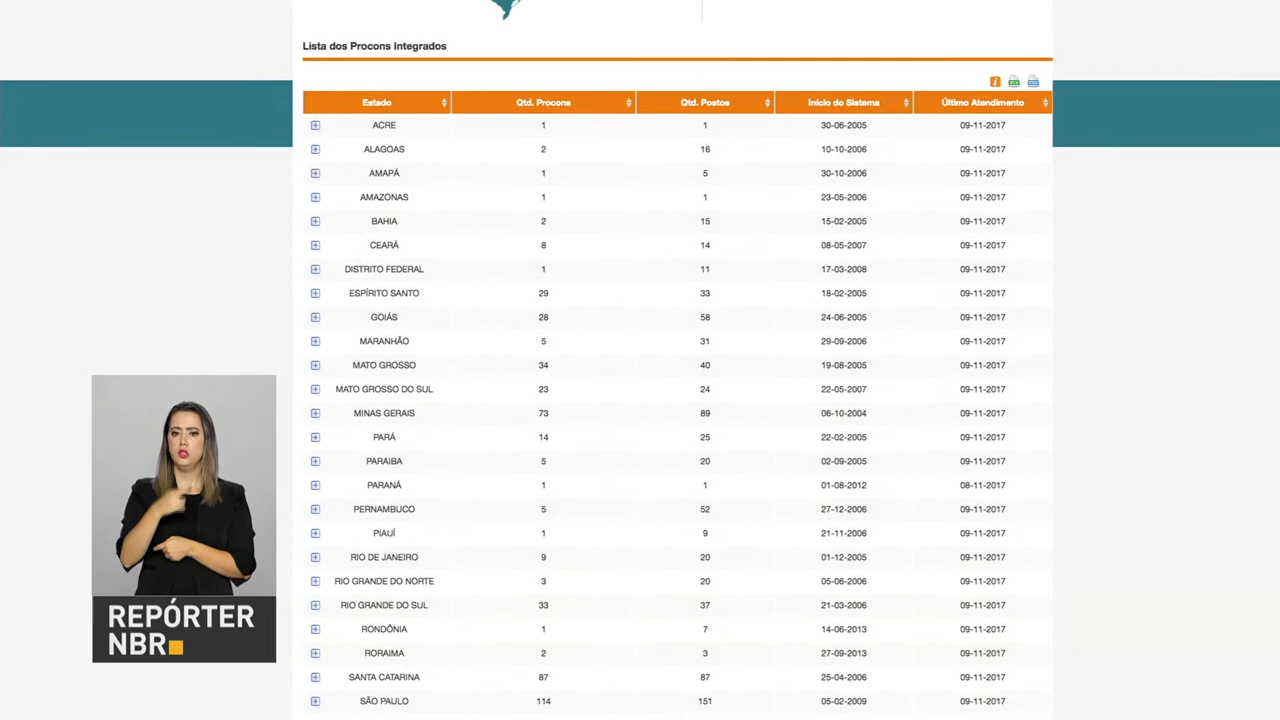 Lista dos Procons Integrados
Estado Qtd. Procons Qtd. Postos Início do Sistema Último Atendimento
ACRE 1 1 30-06-2005 09-11-2017
ALAGOAS 2 16 10-10-2006 09-11-2017
AMAPÁ 1 5 30-10-2006 09-11-2017
AMAZONAS 1 1 23-05-2006 09-11-2017
BAHIA 2 15 15-02-2005 09-11-2017
CEARÁ 8 14 08-05-2007 09-11-2017
DISTRITO FEDERAL 1 11 17-03-2008 09-11-2017
ESPÍRITO SANTO 29 33 18-02-2005 09-11-2017
GOIÁS 28 58 24-06-2005 09-11-2017
MARANHÃO 5 31 29-09-2006 09-11-2017
MATO GROSSO 34 40 19-08-2005 09-11-2017
MATO GROSSO DO SUL 23 24 22-05-2007 09-11-2017
MINAS GERAIS 73 89 06-10-2004 09-11-2017
PARÁ 14 25 22-02-2005 09-11-2017
PARAIBA 5 20 02-09-2005 09-11-2017
PARANÁ 1 1 01-08-2012 08-11-2017
PERNAMBUCO 5 52 27-12-2006 09-11-2017
PIAUÍ 1 9 21-11-2006 09-11-2017
RIO DE JANEIRO 9 20 01-12-2005 09-11-2017
RIO GRANDE DO NORTE 3 20 05-06-2006 09-11-2017
RIO GRANDE DO SUL 33 37 21-03-2006 09-11-2017
RONDÔNIA 1 7 14-06-2013 09-11-2017
RORAIMA 2 3 27-09-2013 09-11-2017
SANTA CATARINA 87 87 25-04-2006 09-11-2017
SÃO PAULO 114 151 05-02-2009 09-11-2017
REPÓRTER
NBR